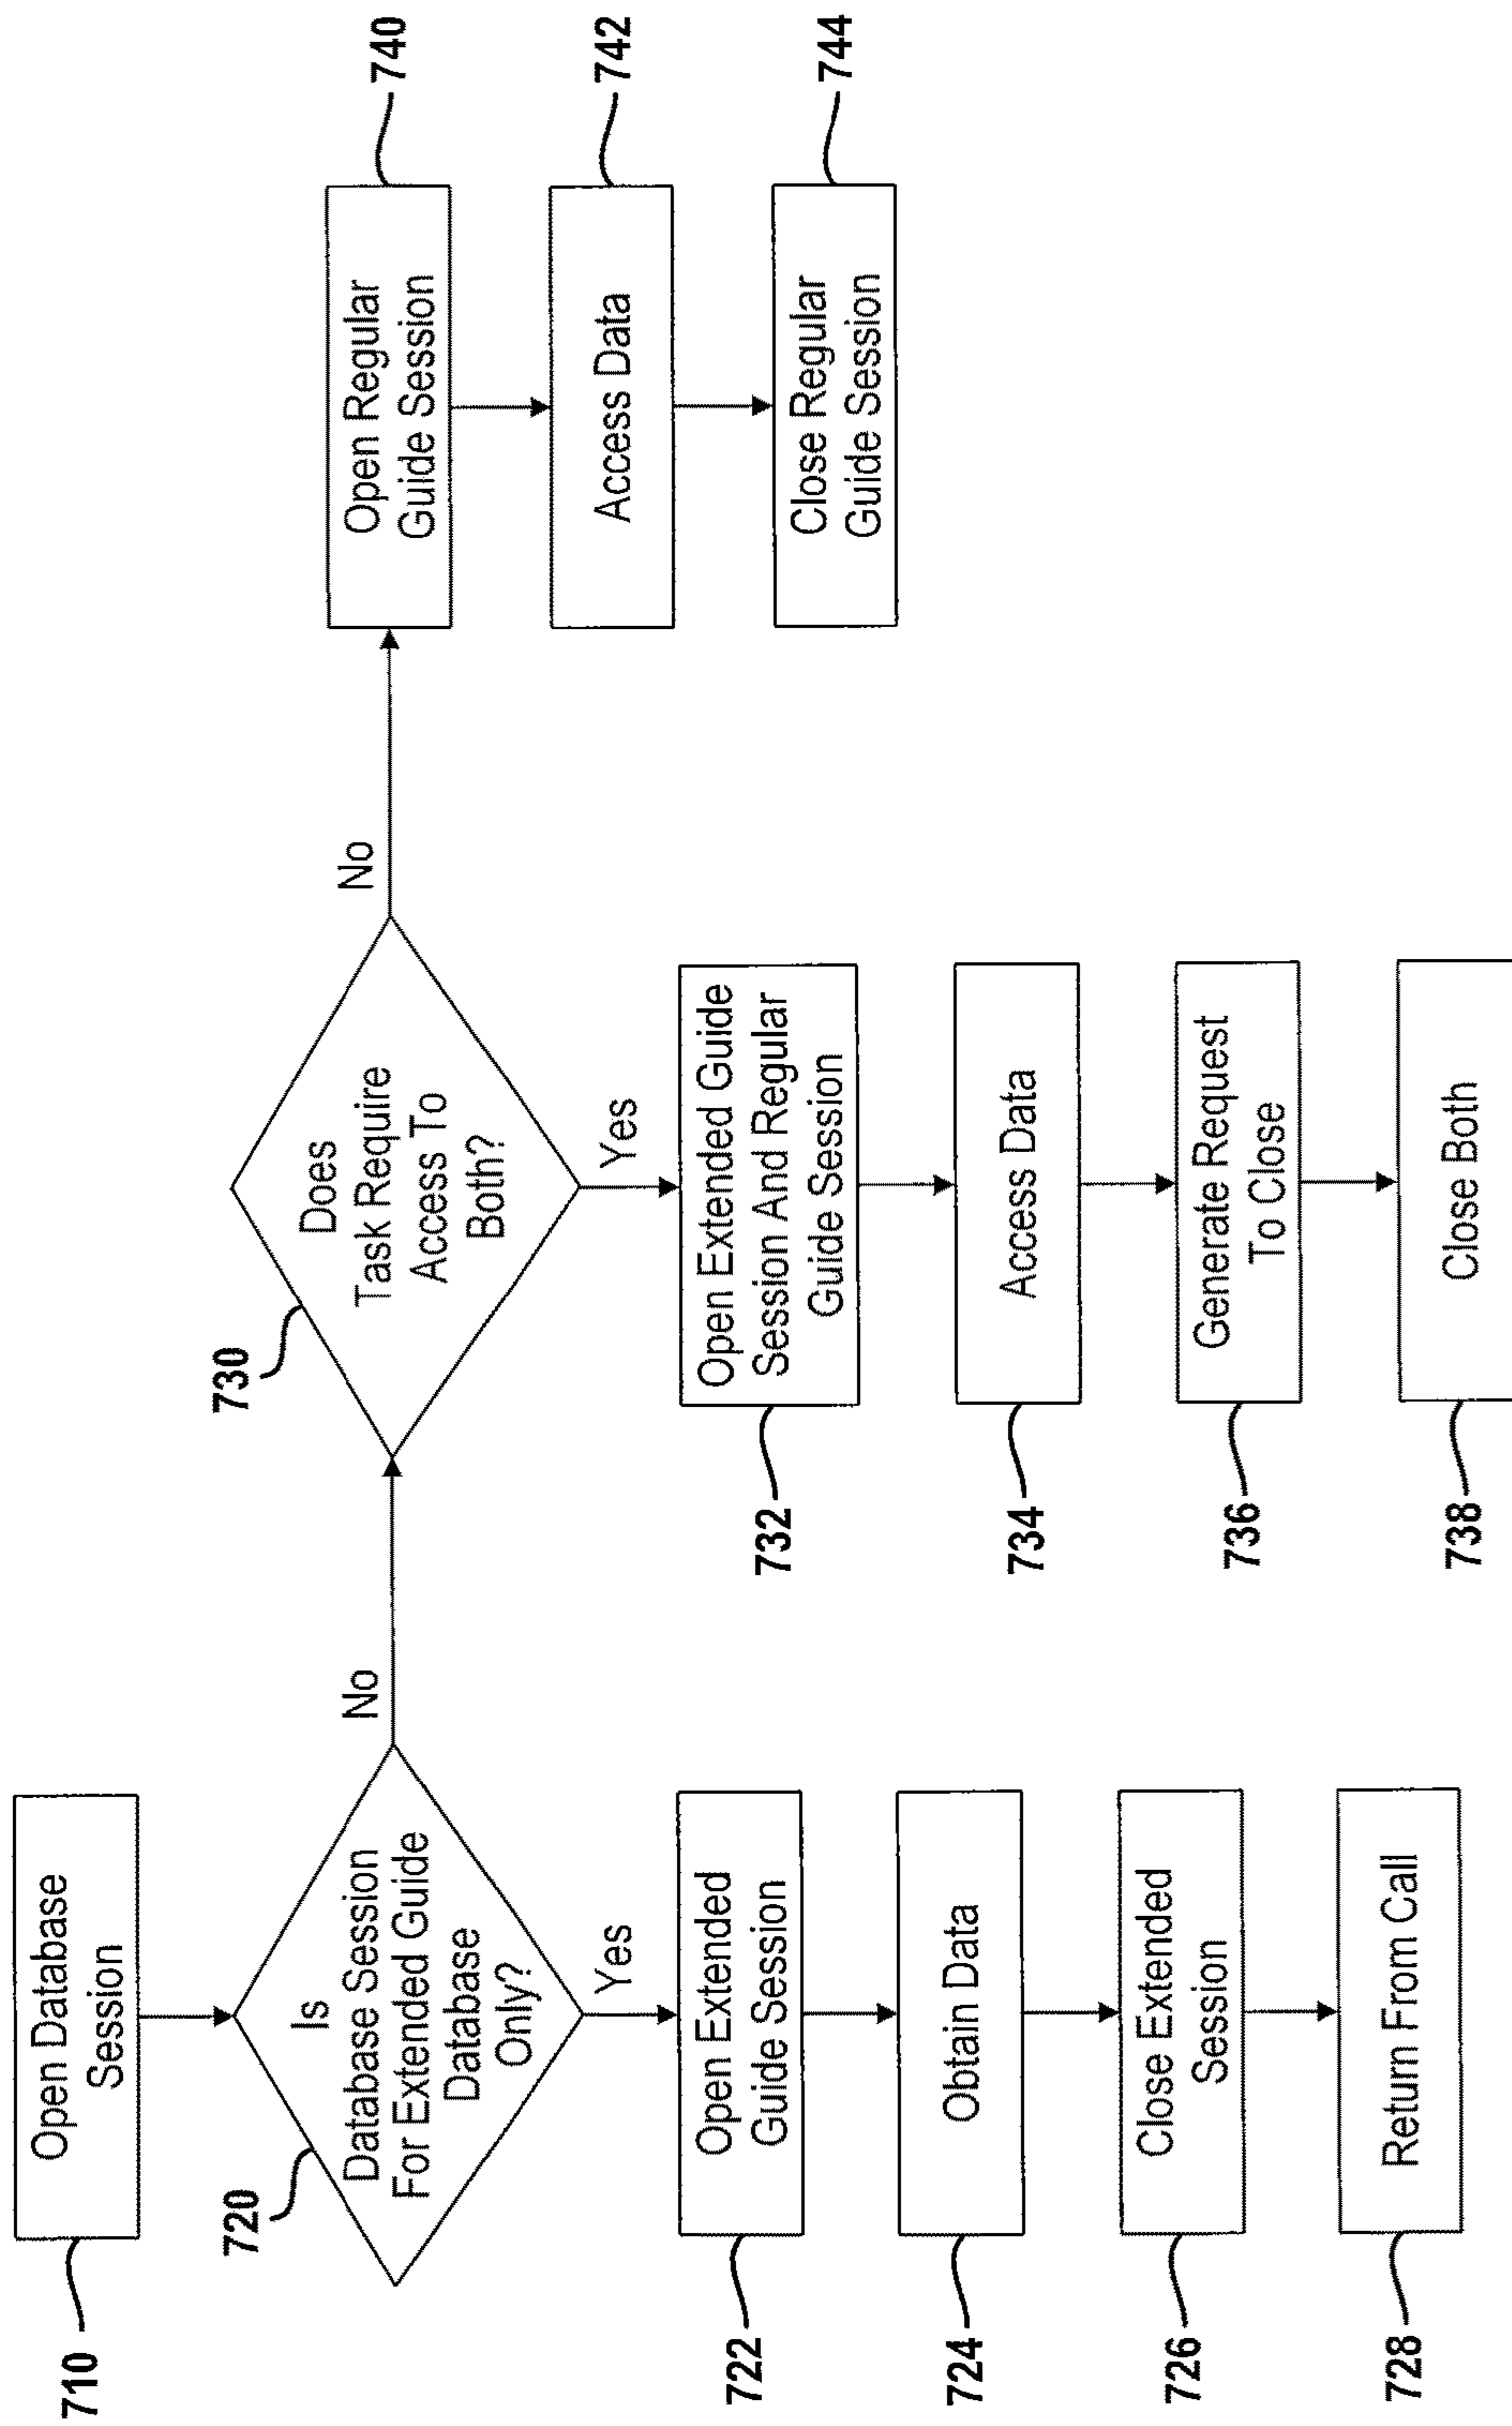 710
Open Database
Session
720
Is
Database Session
For Extended Guide
Database
Only?
Yes
No
722
Open Extended
Guide Session
724
Obtain Data
726
Close Extended
Session
728
Return From Call
730
Does
Task Require
Access To
Both?
Yes
No
732
Open Extended Guide
Session And Regular
Guide Session
734
Access Data
736
Generate Request
To Close
738
Close Both
740
Open Regular
Guide Session
742
Access Data
744
Close Regular
Guide Session